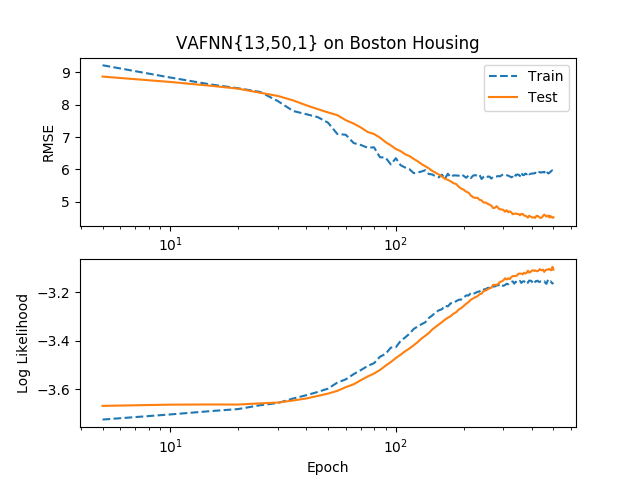 VAFNN{13,50,1} on Boston Housing
9
8
7
6
5
RMSE
Train
Test
10¹
10²
−3.2
−3.4
−3.6
Log Likelihood
10¹
10²
Epoch